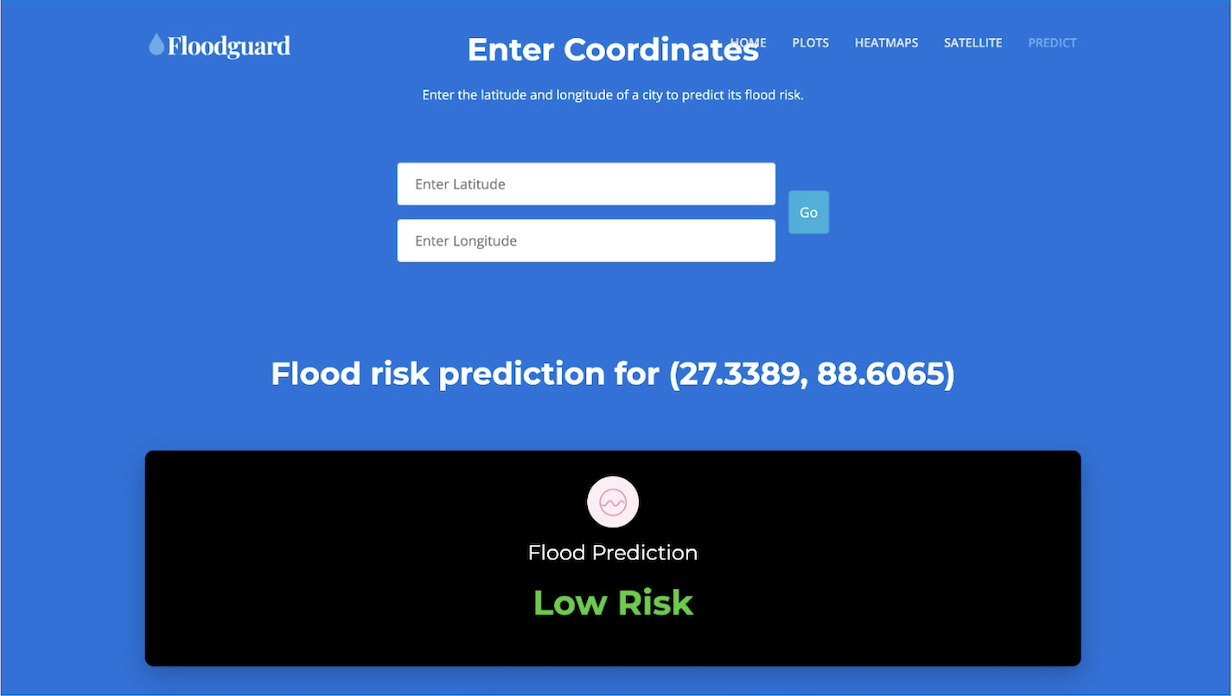 Floodguard
HOME PLOTS HEATMAPS SATELLITE PREDICT
Enter Coordinates
Enter the latitude and longitude of a city to predict its flood risk.
Enter Latitude
Go
Enter Longitude
Flood risk prediction for (27.3389, 88.6065)
Flood Prediction
Low Risk